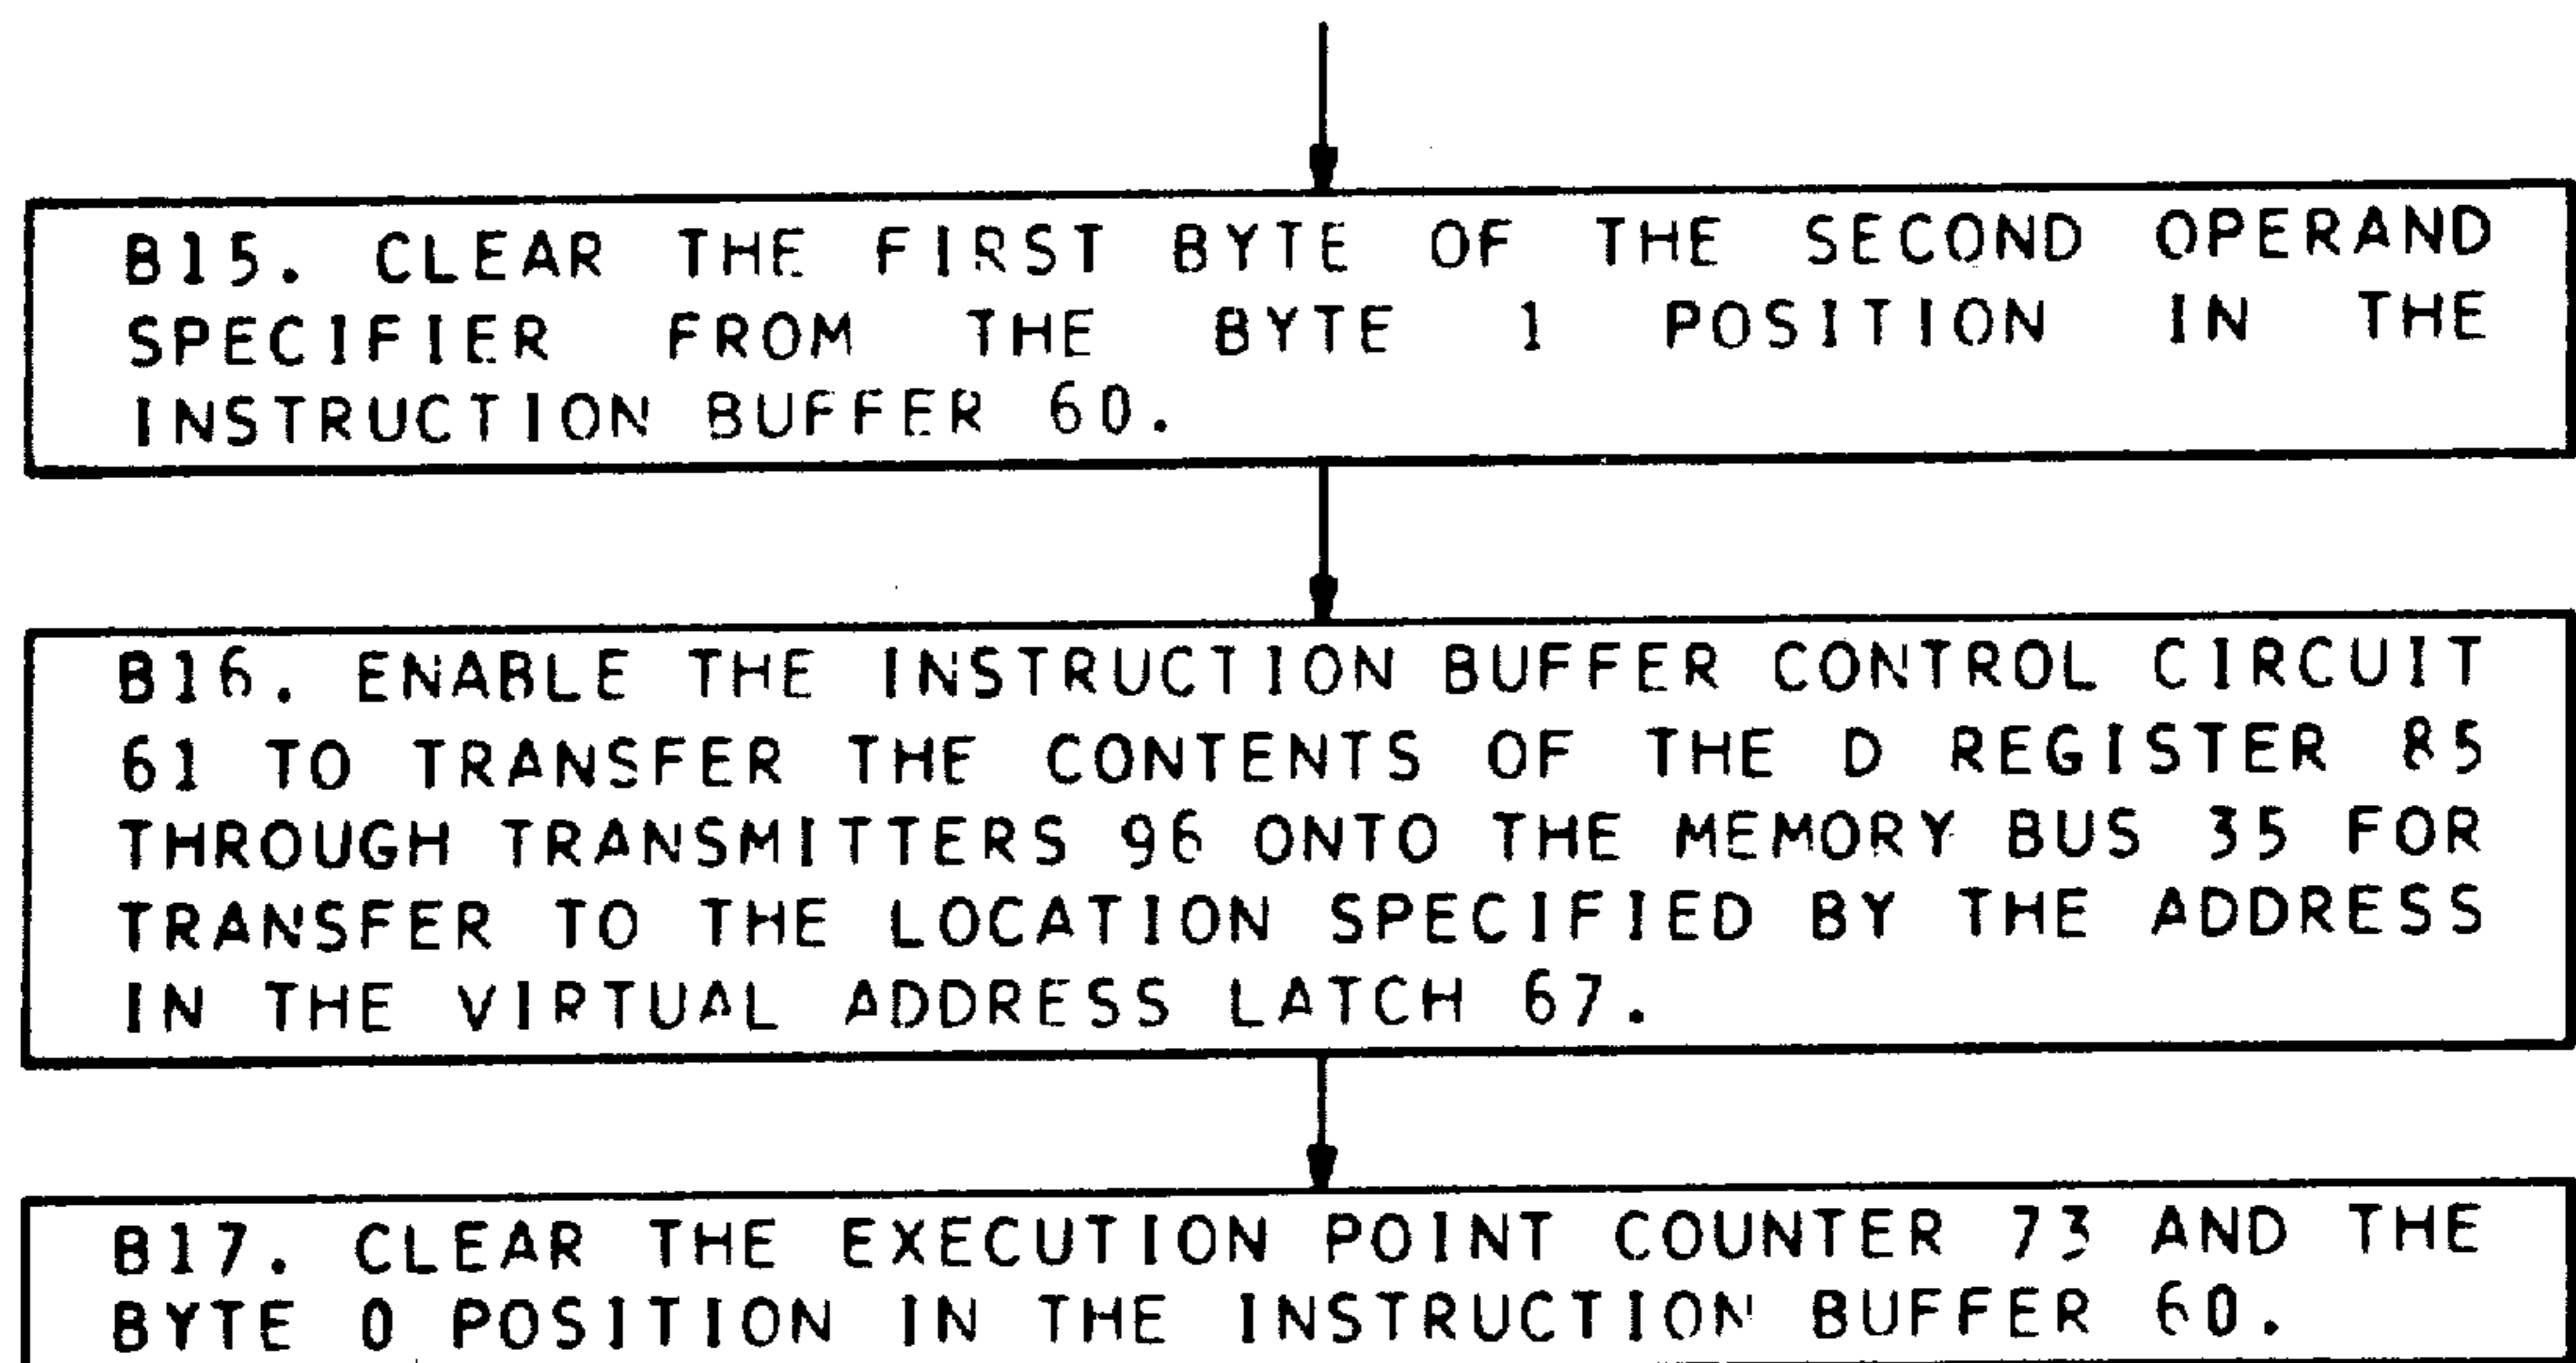 B15. CLEAR THE FIRST BYTE OF THE SECOND OPERAND
SPECIFIER FROM THE BYTE 1 POSITION IN THE
INSTRUCTION BUFFER 60.
B16. ENABLE THE INSTRUCTION BUFFER CONTROL CIRCUIT
61 TO TRANSFER THE CONTENTS OF THE D REGISTER 85
THROUGH TRANSMITTERS 96 ONTO THE MEMORY BUS 35 FOR
TRANSFER TO THE LOCATION SPECIFIED BY THE ADDRESS
IN THE VIRTUAL ADDRESS LATCH 67.
B17. CLEAR THE EXECUTION POINT COUNTER 73 AND THE
BYTE 0 POSITION IN THE INSTRUCTION BUFFER 60.